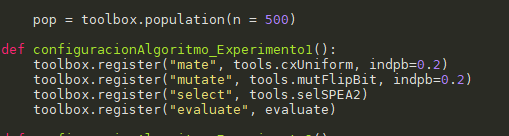 pop = toolbox.population(n = 500)
def configuracionAlgoritmo_Experimento1():
toolbox.register("mate", tools.cxUniform, indpb=0.2)
toolbox.register("mutate", tools.mutFlipBit, indpb=0.2)
toolbox.register("select", tools.selSPEA2)
toolbox.register("evaluate", evaluate)